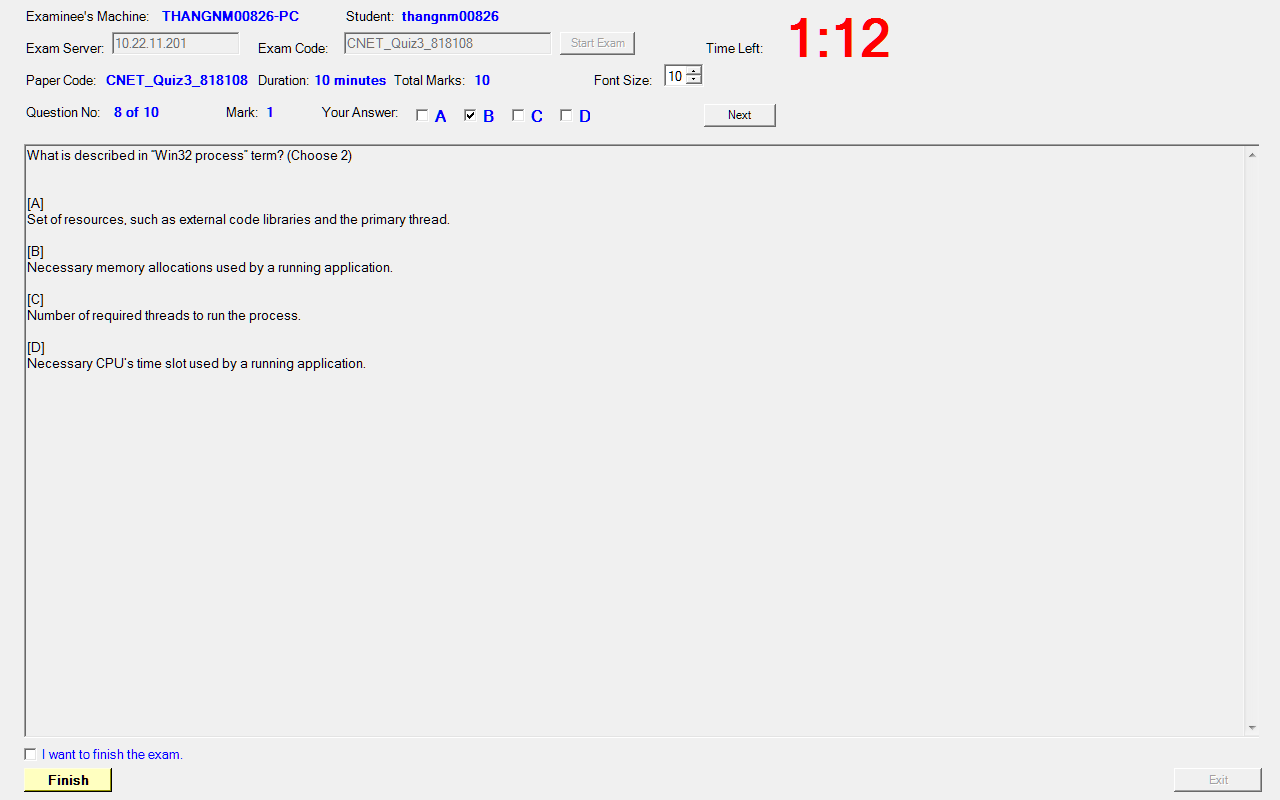 Examinee's Machine: THANGNM00826-PC Student: thangnm00826
Exam Server: 10.22.11.201 Exam Code: CNET_Quiz3_818108 Start Exam Time Left: 1:12
Paper Code: CNET_Quiz3_818108 Duration: 10 minutes Total Marks: 10 Font Size: 10
Question No: 8 of 10 Mark: 1 Your Answer: A B C D Next
What is described in "Win32 process" term? (Choose 2)
[A]
Set of resources, such as external code libraries and the primary thread.
[B]
Necessary memory allocations used by a running application.
[C]
Number of required threads to run the process.
[D]
Necessary CPU's time slot used by a running application.
I want to finish the exam.
Finish Exit